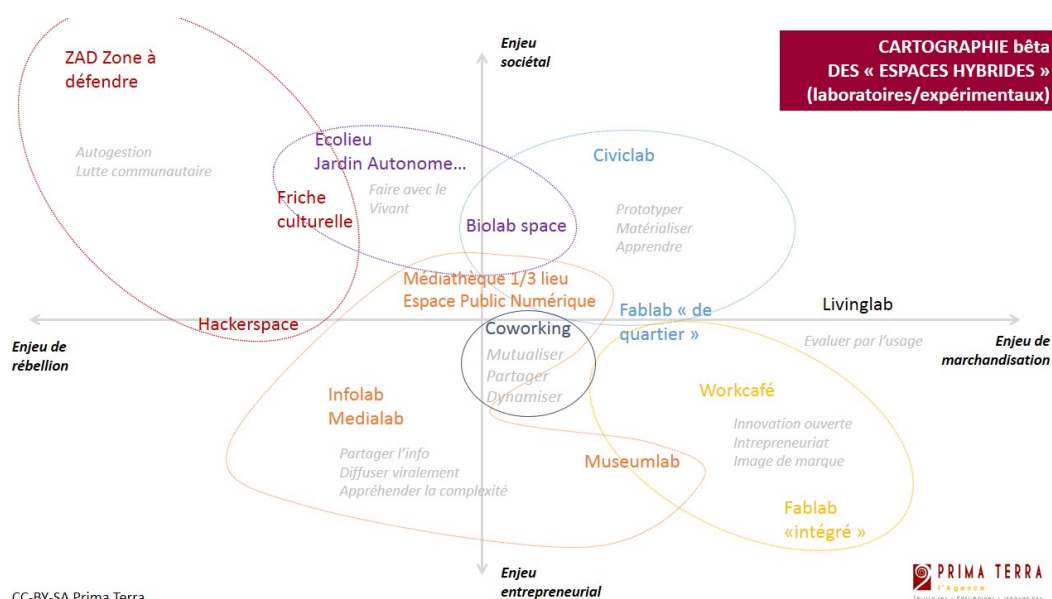 CARTOGRAPHIE bêta
DES « ESPACES HYBRIDES »
(laboratoires/expérimentaux)
Enjeu
sociétal
ZAD Zone à
défendre
Autogestion
Lutte communautaire
Ecolieu
Jardin Autonome...
Faire avec le
Vivant
Friche
culturelle
Biolab space
Civiclab
Prototyper
Matérialiser
Apprendre
Médiathèque 1/3 lieu
Espace Public Numérique
Hackerspace
Fablab « de
quartier »
Livinglab
Evaluer par l'usage
Enjeu de
rébellion
Enjeu de
marchandisation
Coworking
Mutualiser
Partager
Dynamiser
Infolab
Medialab
Partager l'info
Diffuser viralement
Appréhender la complexité
Museumlab
Workcafé
Innovation ouverte
Intrepreneuriat
Image de marque
Fablab
«intégré »
Enjeu
entrepreneurial
CC-BY-SA Prima Terra
PRIMA TERRA
l'Agence